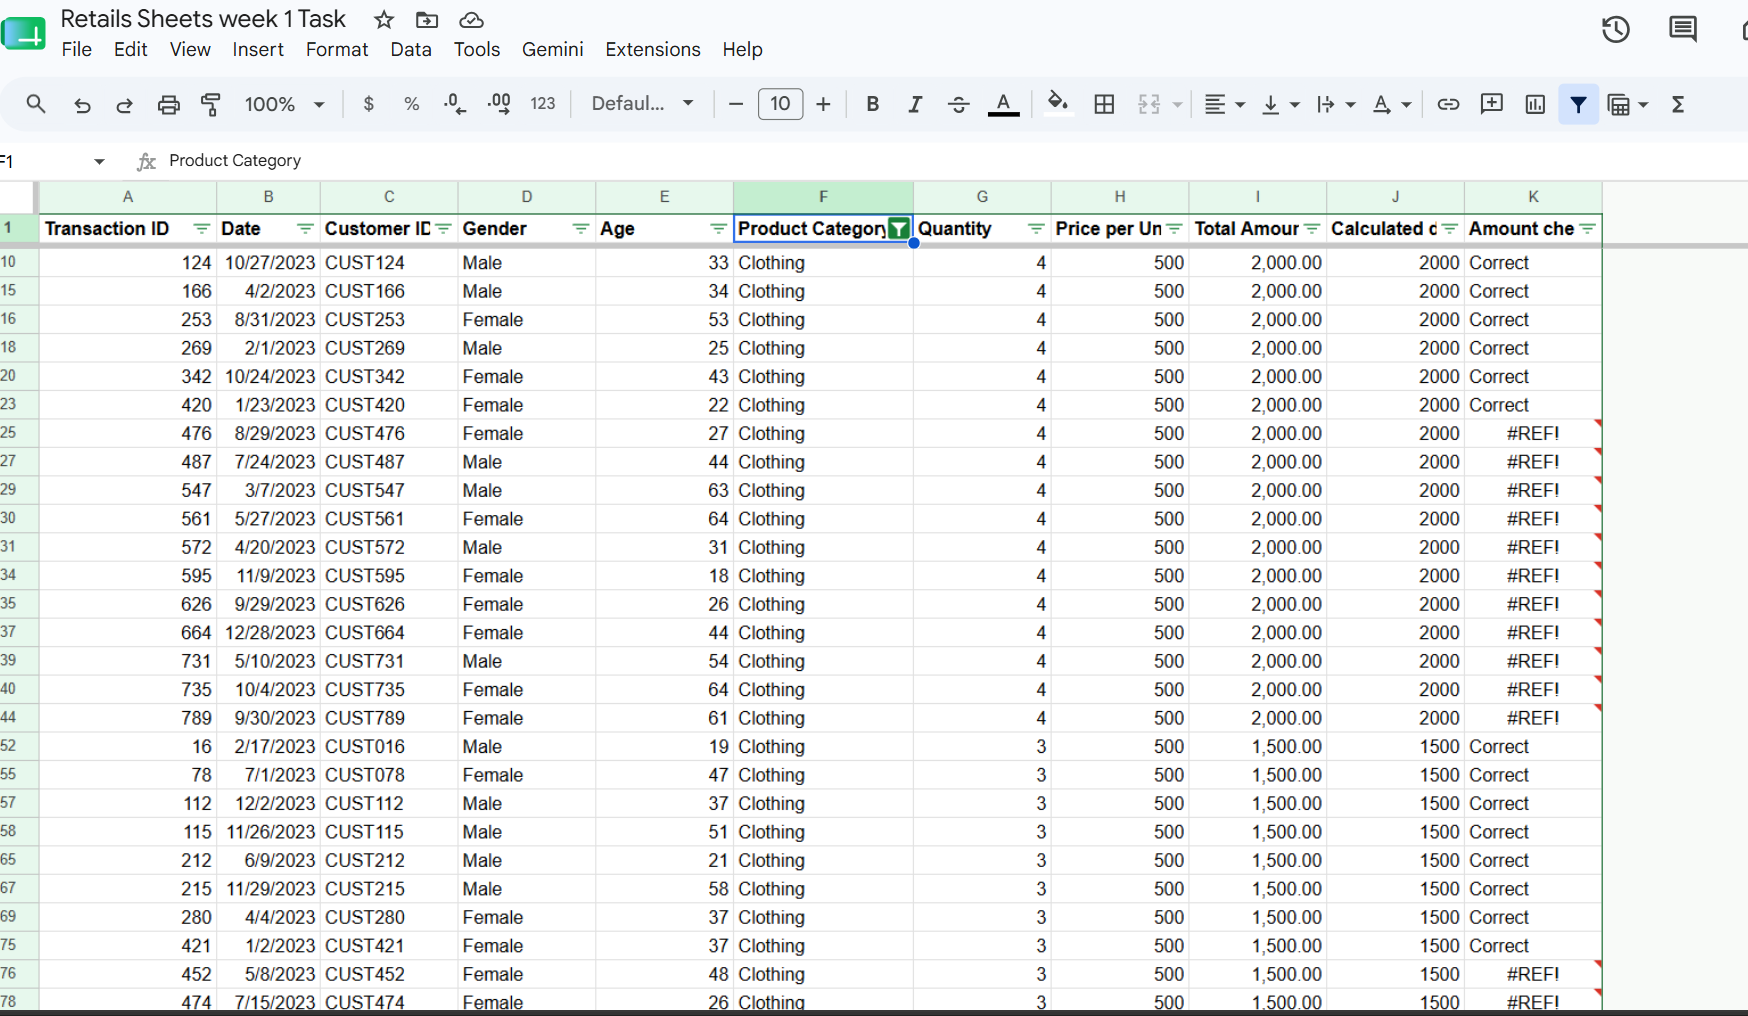 Retails Sheets week 1 Task
File Edit View Insert Format Data Tools Gemini Extensions Help
100% $ % .0 .00 123 Defaul... − 10 + B I A Σ
F1 fx Product Category
A B C D E F G H I J K
1 Transaction ID Date Customer ID Gender Age Product Category Quantity Price per Un Total Amour Calculated d Amount che
10 124 10/27/2023 CUST124 Male 33 Clothing 4 500 2,000.00 2000 Correct
15 166 4/2/2023 CUST166 Male 34 Clothing 4 500 2,000.00 2000 Correct
16 253 8/31/2023 CUST253 Female 53 Clothing 4 500 2,000.00 2000 Correct
18 269 2/1/2023 CUST269 Male 25 Clothing 4 500 2,000.00 2000 Correct
20 342 10/24/2023 CUST342 Female 43 Clothing 4 500 2,000.00 2000 Correct
23 420 1/23/2023 CUST420 Female 22 Clothing 4 500 2,000.00 2000 Correct
25 476 8/29/2023 CUST476 Female 27 Clothing 4 500 2,000.00 2000 #REF!
27 487 7/24/2023 CUST487 Male 44 Clothing 4 500 2,000.00 2000 #REF!
29 547 3/7/2023 CUST547 Male 63 Clothing 4 500 2,000.00 2000 #REF!
30 561 5/27/2023 CUST561 Female 64 Clothing 4 500 2,000.00 2000 #REF!
31 572 4/20/2023 CUST572 Male 31 Clothing 4 500 2,000.00 2000 #REF!
34 595 11/9/2023 CUST595 Female 18 Clothing 4 500 2,000.00 2000 #REF!
35 626 9/29/2023 CUST626 Female 26 Clothing 4 500 2,000.00 2000 #REF!
37 664 12/28/2023 CUST664 Female 44 Clothing 4 500 2,000.00 2000 #REF!
39 731 5/10/2023 CUST731 Male 54 Clothing 4 500 2,000.00 2000 #REF!
40 735 10/4/2023 CUST735 Female 64 Clothing 4 500 2,000.00 2000 #REF!
44 789 9/30/2023 CUST789 Female 61 Clothing 4 500 2,000.00 2000 #REF!
52 16 2/17/2023 CUST016 Male 19 Clothing 3 500 1,500.00 1500 Correct
55 78 7/1/2023 CUST078 Female 47 Clothing 3 500 1,500.00 1500 Correct
57 112 12/2/2023 CUST112 Male 37 Clothing 3 500 1,500.00 1500 Correct
58 115 11/26/2023 CUST115 Male 51 Clothing 3 500 1,500.00 1500 Correct
65 212 6/9/2023 CUST212 Male 21 Clothing 3 500 1,500.00 1500 Correct
67 215 11/29/2023 CUST215 Male 58 Clothing 3 500 1,500.00 1500 Correct
69 280 4/4/2023 CUST280 Female 37 Clothing 3 500 1,500.00 1500 Correct
75 421 1/2/2023 CUST421 Female 37 Clothing 3 500 1,500.00 1500 Correct
76 452 5/8/2023 CUST452 Female 48 Clothing 3 500 1,500.00 1500 #REF!
78 474 7/15/2023 CUST474 Female 26 Clothing 3 500 1,500.00 1500 #REF!